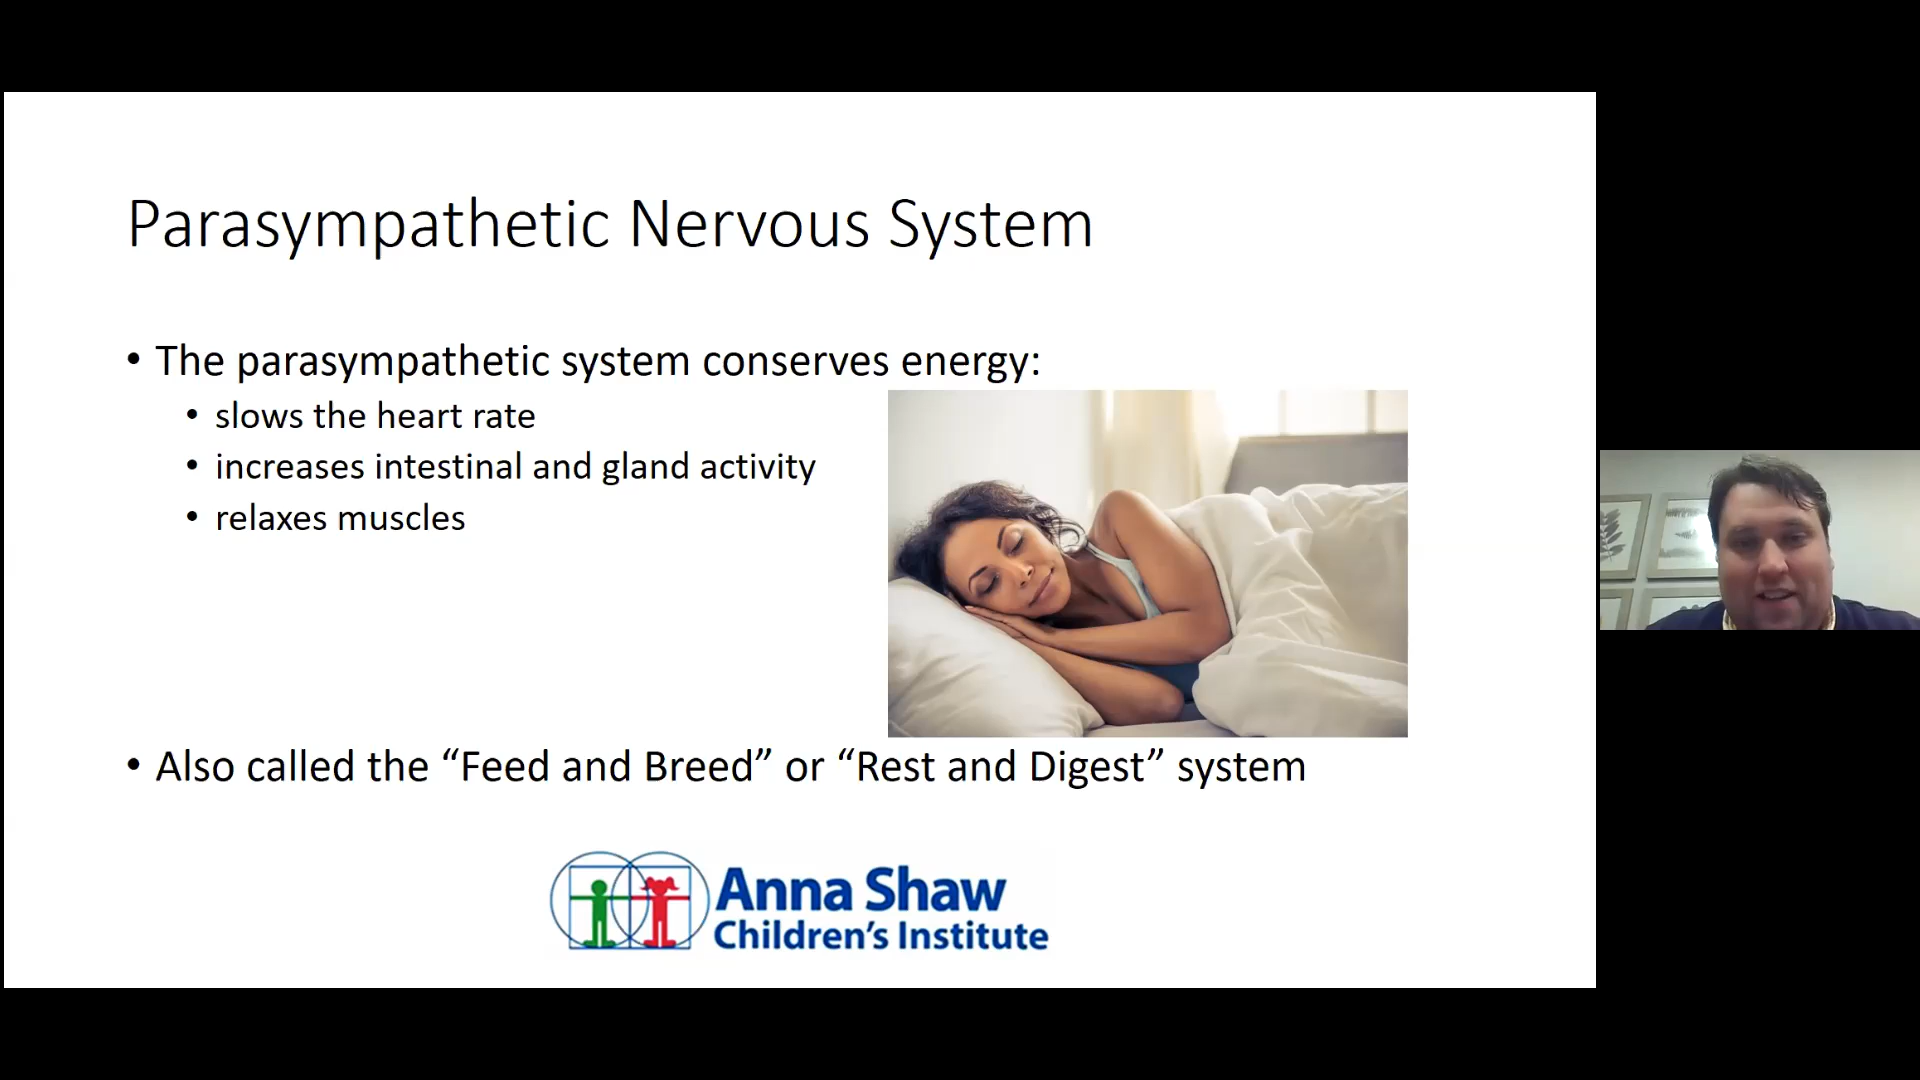 Parasympathetic Nervous System
• The parasympathetic system conserves energy:
• slows the heart rate
• increases intestinal and gland activity
• relaxes muscles
• Also called the “Feed and Breed” or “Rest and Digest” system
Anna Shaw
Children’s Institute